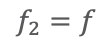 f₂ = f